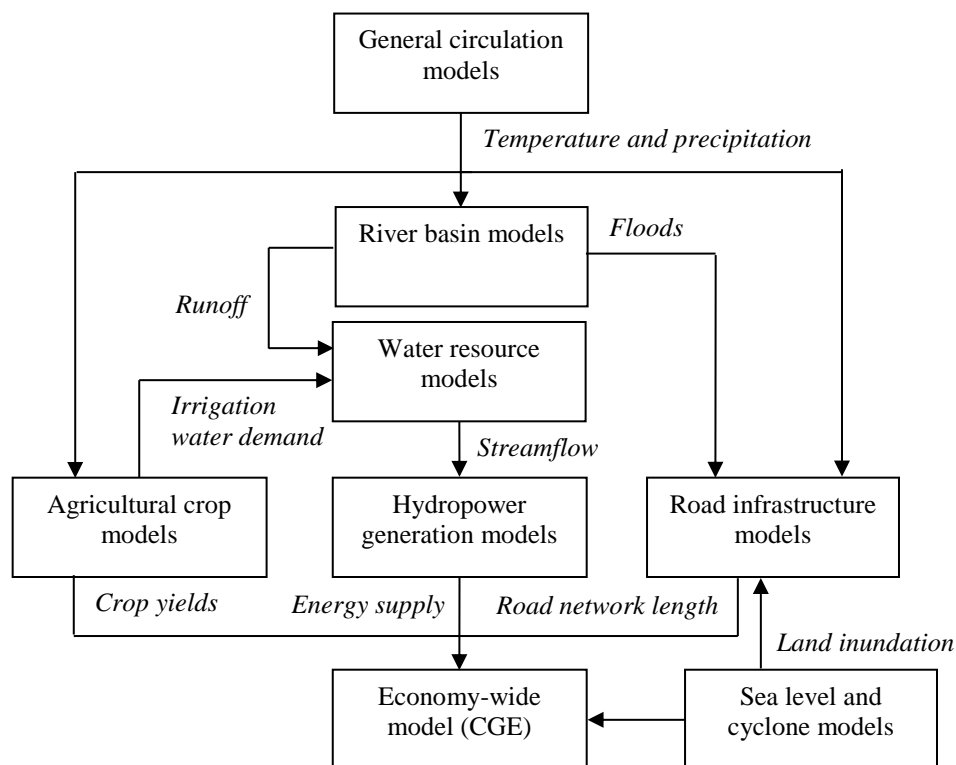 General circulation
models
Temperature and precipitation
River basin models
Floods
Runoff
Water resource
models
Irrigation
water demand
Streamflow
Agricultural crop
models
Hydropower
generation models
Road infrastructure
models
Crop yields
Energy supply
Road network length
Land inundation
Economy-wide
model (CGE)
Sea level and
cyclone models